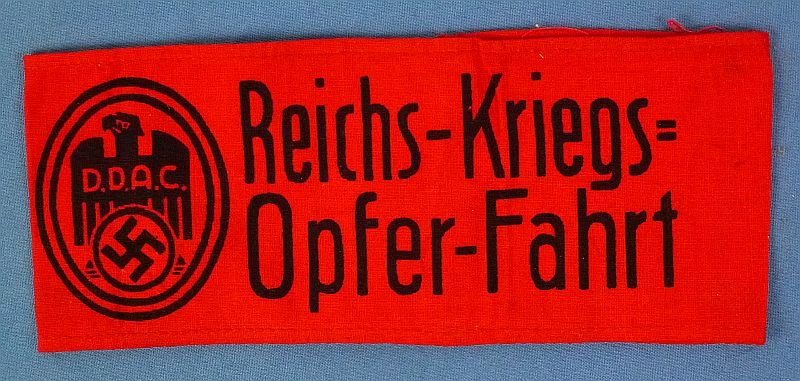 D.D.A.C.
Reichs-Kriegs=
Opfer-Fahrt